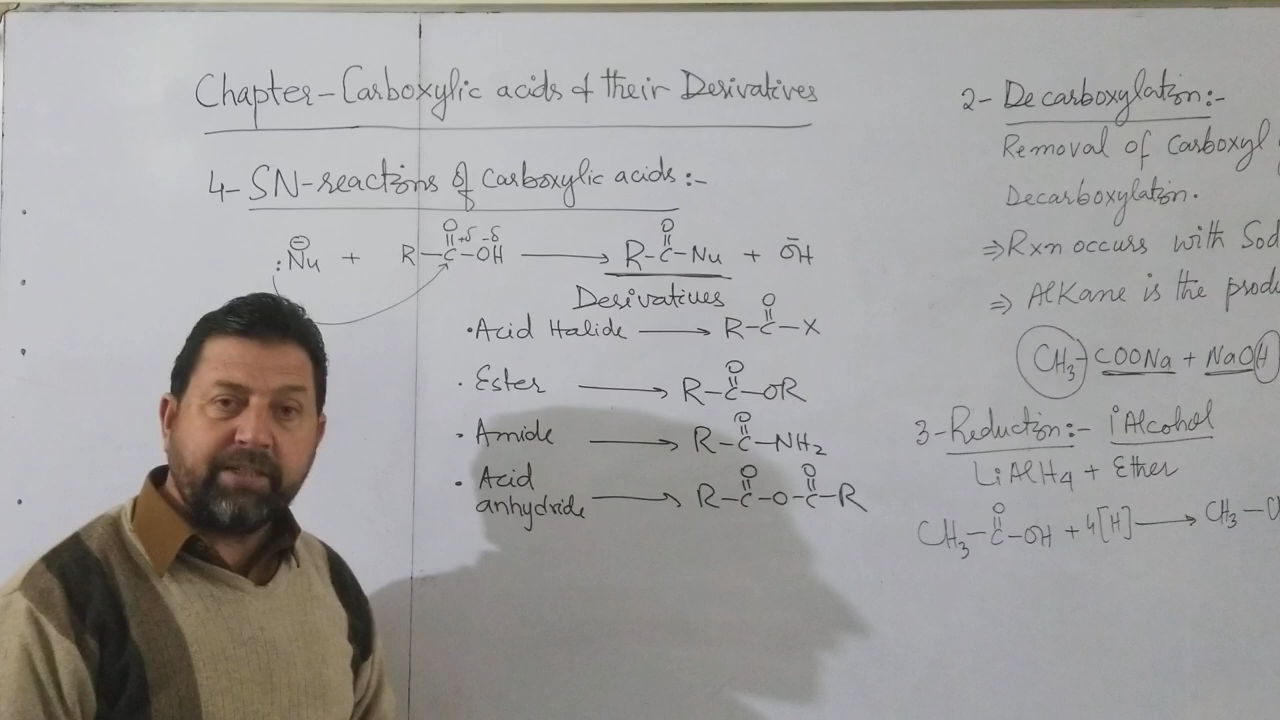 Chapter-Carboxylic acids & their Derivatives
4- SN-reactions of Carboxylic acids:-
:Nu⊖ + R-C(=O)-OH +δ -δ ⟶ R-C(=O)-Nu + ŌH
Derivatives
• Acid Halide ⟶ R-C(=O)-X
• Ester ⟶ R-C(=O)-OR
• Amide ⟶ R-C(=O)-NH₂
• Acid
anhydride ⟶ R-C(=O)-O-C(=O)-R
2- Decarboxylation:-
Removal of Carboxyl
Decarboxylation.
⇒ Rxn occurs with Sod
⇒ Alkane is the produ
CH₃-COONa + NaOH
3-Reduction:- 1°Alcohol
LiAlH₄ + Ether
CH₃-C(=O)-OH + 4[H] ⟶ CH₃-C